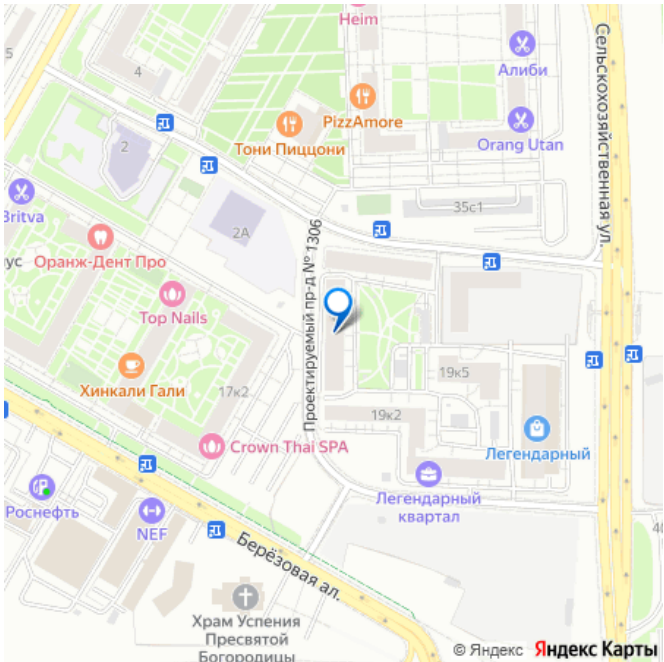 Heim
Алиби
4
PizzAmore
Тони Пиццони
Orang Utan
Сельскохозяйственная ул.
2
Britva
35с1
2А
Оранж-Дент Про
ус
Проектируемый пр-д № 1306
Top Nails
Хинкали Гали
17к2
19к5
19к2
Crown Thai SPA
Легендарный
Легендарный
квартал
Роснефть
NEF
40
Берёзовая ал.
Храм Успения
Пресвятой
Богородицы
© Яндекс Яндекс Карты